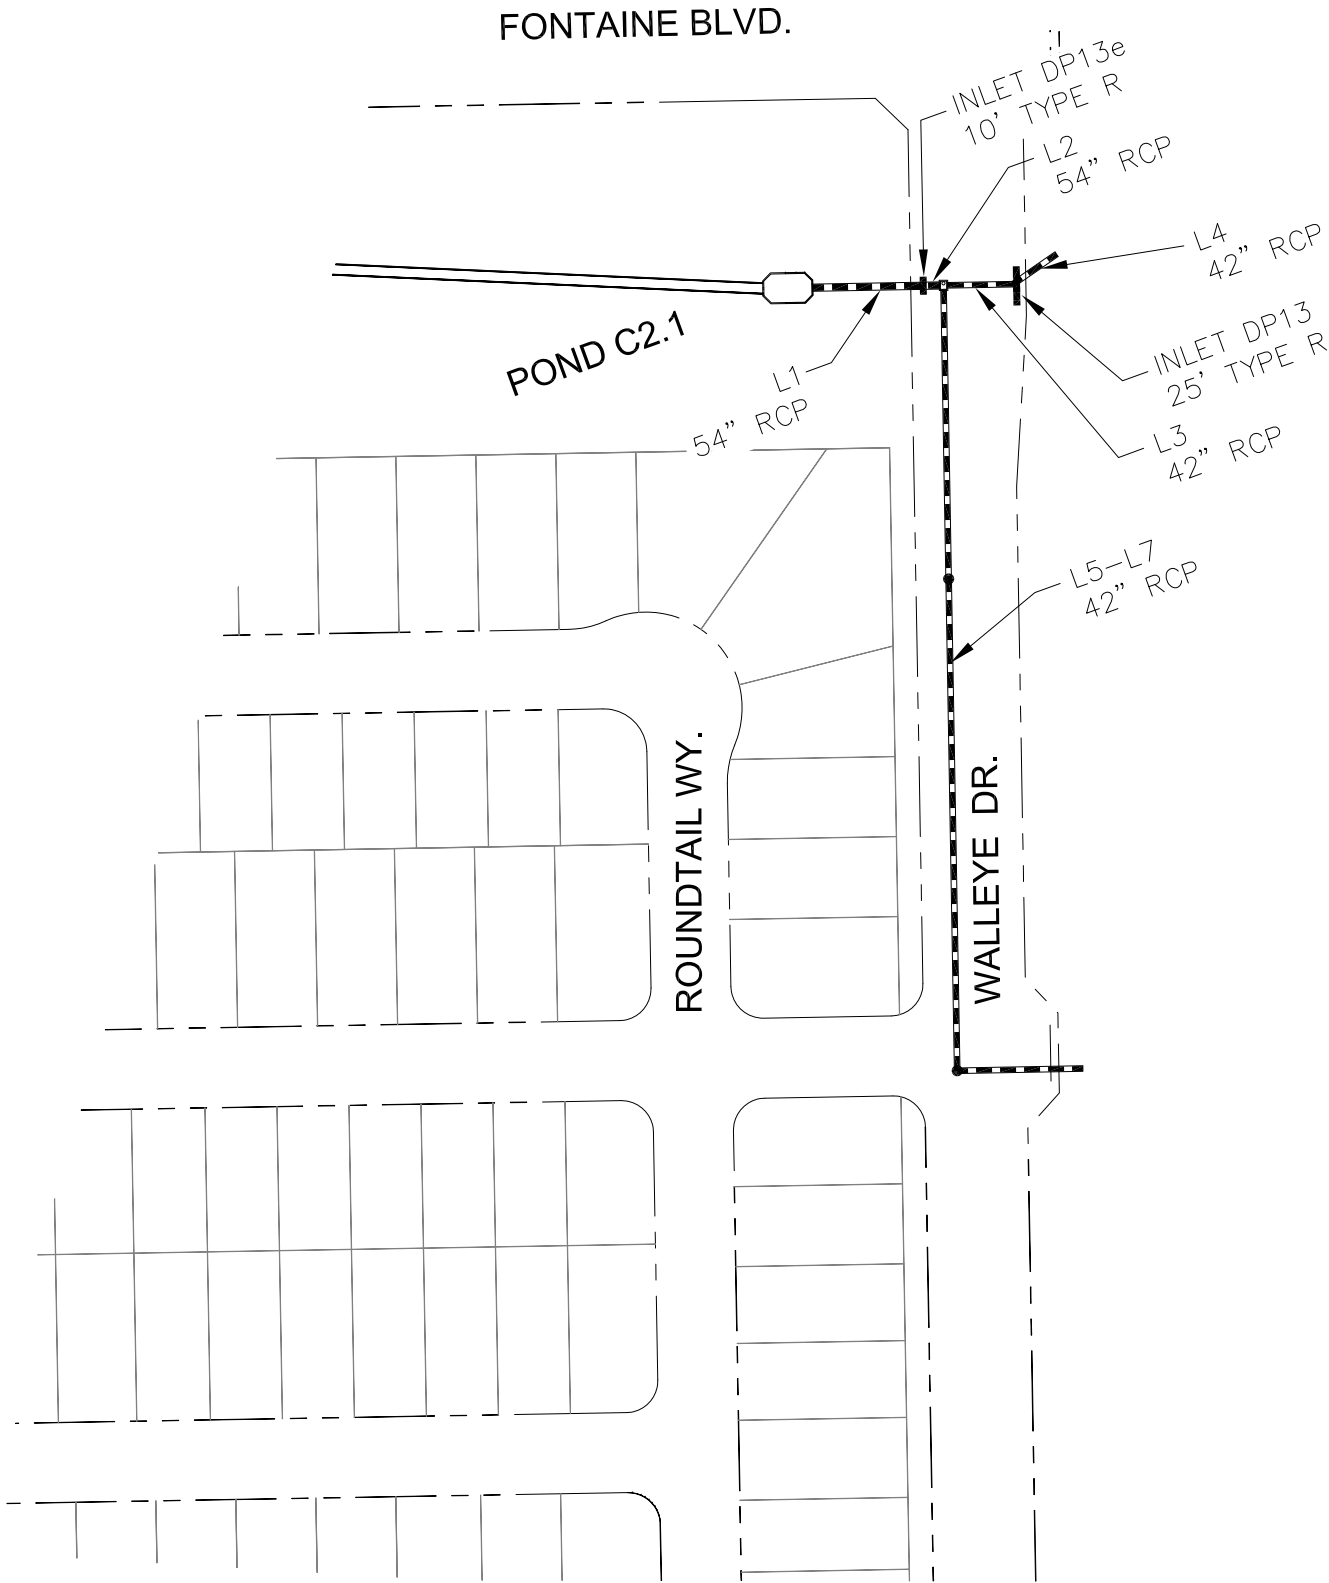 FONTAINE BLVD.
INLET DP13e
10' TYPE R
L2
54" RCP
L4
42" RCP
INLET DP13
25' TYPE R
POND C2.1
L1
54" RCP
L3
42" RCP
L5-L7
42" RCP
ROUNDTAIL WY.
WALLEYE DR.